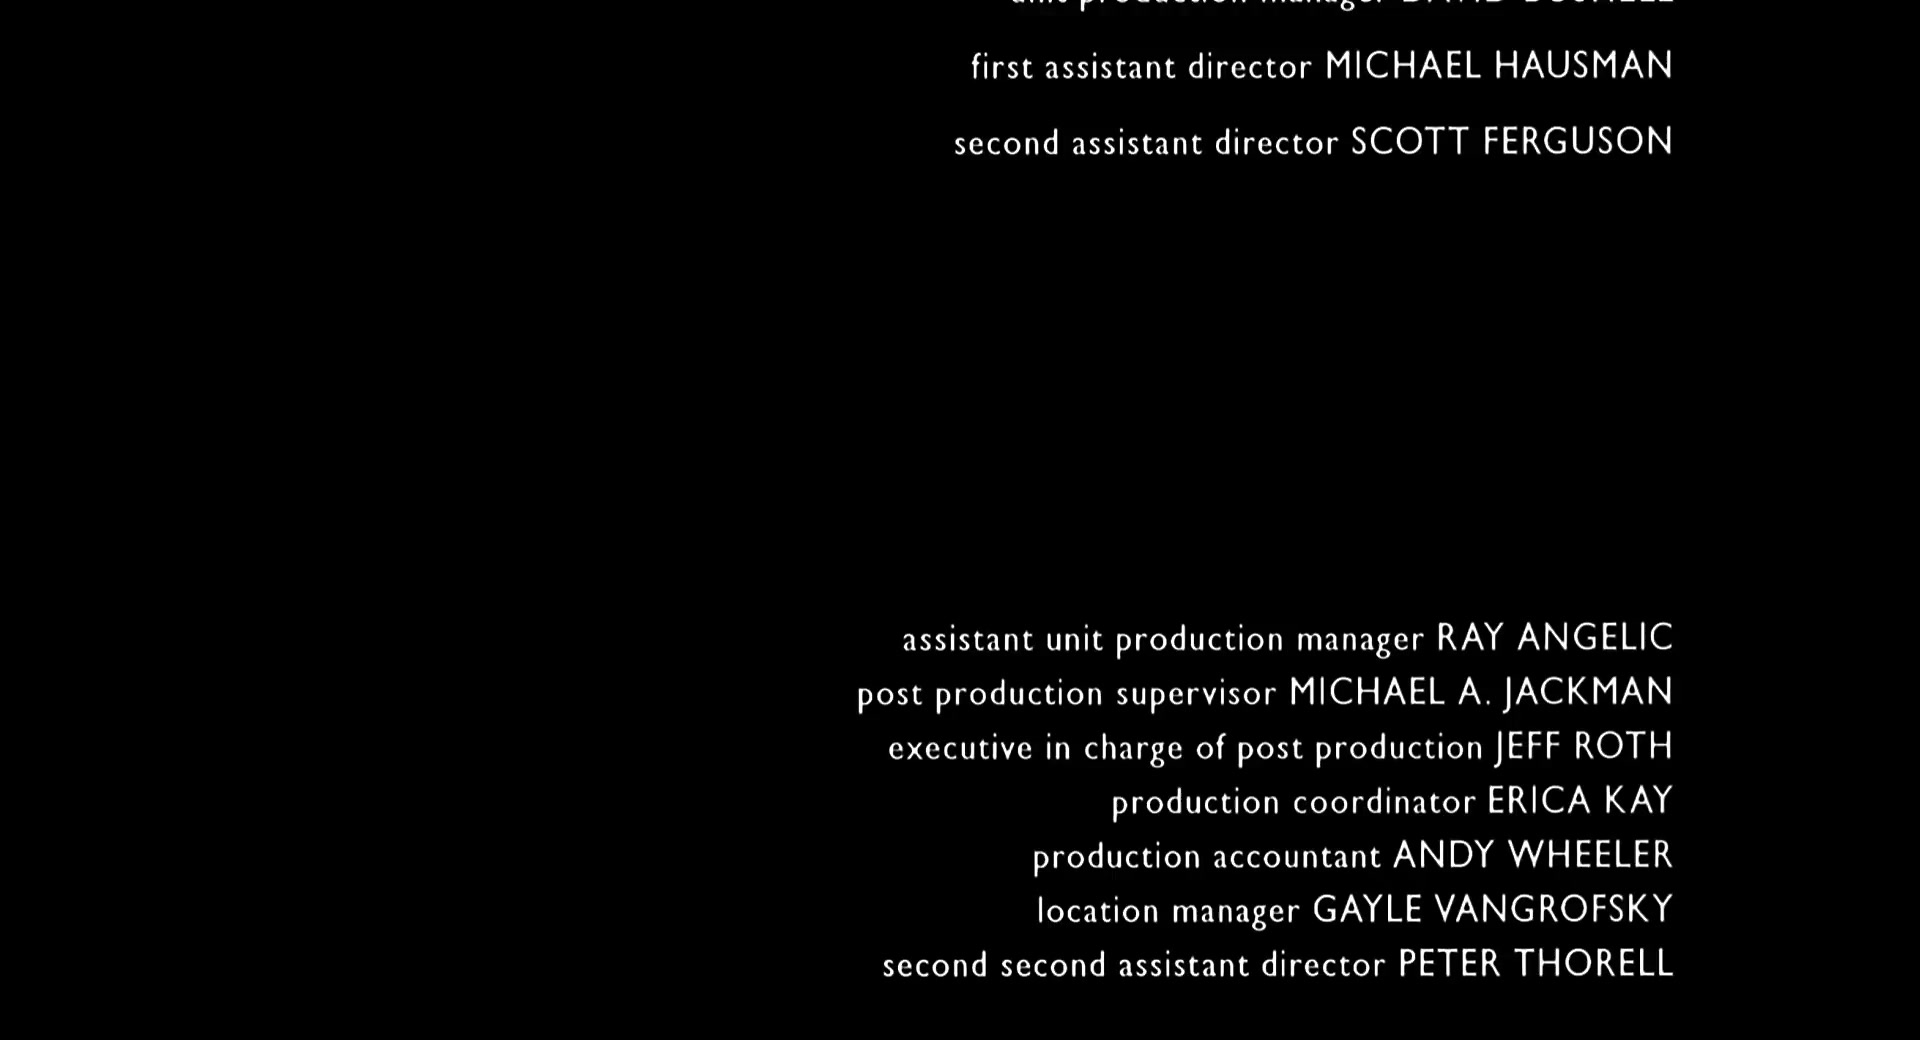 unit production manager DAVID BUSHELL
first assistant director MICHAEL HAUSMAN
second assistant director SCOTT FERGUSON
assistant unit production manager RAY ANGELIC
post production supervisor MICHAEL A. JACKMAN
executive in charge of post production JEFF ROTH
production coordinator ERICA KAY
production accountant ANDY WHEELER
location manager GAYLE VANGROFSKY
second second assistant director PETER THORELL